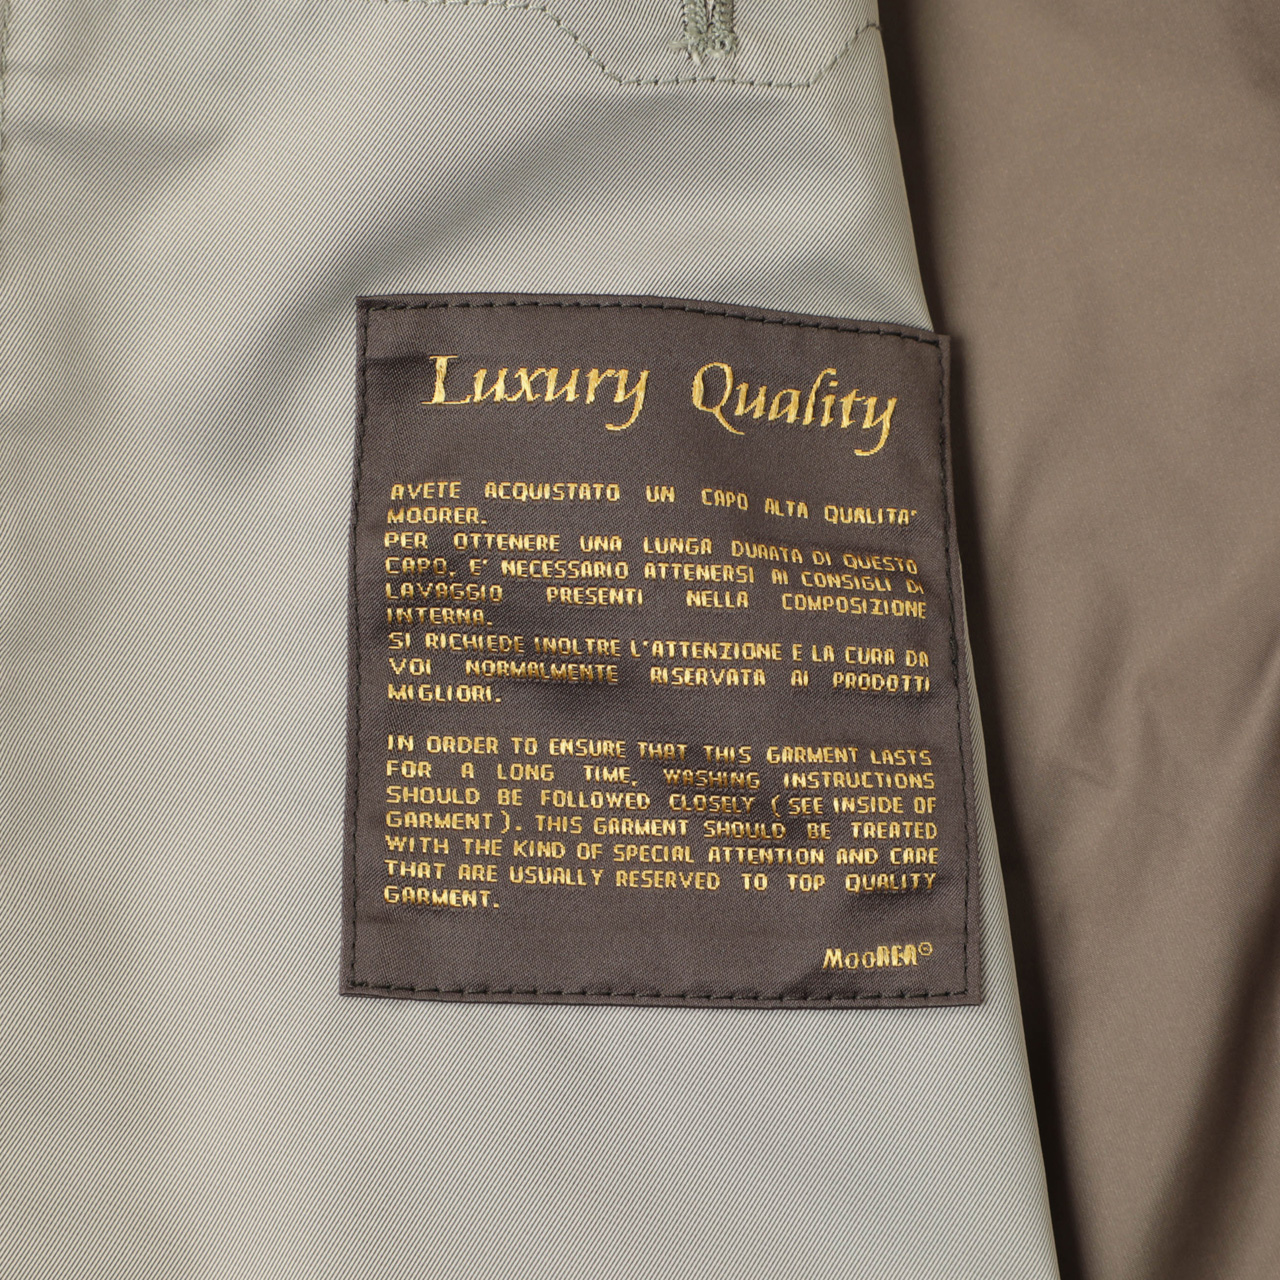 Luxury Quality
AVETE ACQUISTATO UN CAPO ALTA QUALITA'
MOORER.
PER OTTENERE UNA LUNGA DURATA DI QUESTO
CAPO, E' NECESSARIO ATTENERSI AI CONSIGLI DI
LAVAGGIO PRESENTI NELLA COMPOSIZIONE
INTERNA.
SI RICHIEDE INOLTRE L'ATTENZIONE E LA CURA DA
VOI NORMALMENTE RISERVATA AI PRODOTTI
MIGLIORI.
IN ORDER TO ENSURE THAT THIS GARMENT LASTS
FOR A LONG TIME, WASHING INSTRUCTIONS
SHOULD BE FOLLOWED CLOSELY (SEE INSIDE OF
GARMENT). THIS GARMENT SHOULD BE TREATED
WITH THE KIND OF SPECIAL ATTENTION AND CARE
THAT ARE USUALLY RESERVED TO TOP QUALITY
GARMENT.
MooRER©